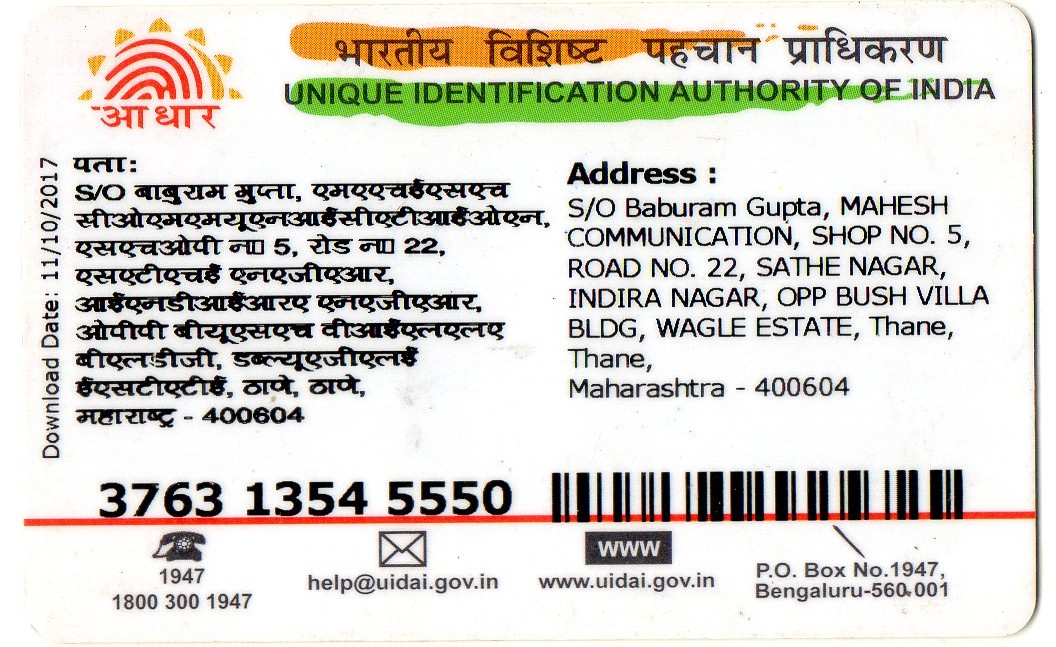 आधार
भारतीय विशिष्ट पहचान प्राधिकरण
UNIQUE IDENTIFICATION AUTHORITY OF INDIA
Download Date: 11/10/2017
पता:
S/O बाबुराम गुप्ता, एमएएचईएसएच
सीओएमएमयूएनआईसीएटीआईओएन,
एसएचओपी न□ 5, रोड न□ 22,
एसएटीएचई एनएजीएआर,
आईएनडीआईआरए एनएजीएआर,
ओपीपी बीयूएसएच वीआईएलएलए
बीएलडीजी, डब्ल्यूएजीएलई
ईएसटीएटीई, ठाणे, ठाणे,
महाराष्ट्र - 400604
Address :
S/O Baburam Gupta, MAHESH
COMMUNICATION, SHOP NO. 5,
ROAD NO. 22, SATHE NAGAR,
INDIRA NAGAR, OPP BUSH VILLA
BLDG, WAGLE ESTATE, Thane,
Thane,
Maharashtra - 400604
3763 1354 5550
1947
1800 300 1947
help@uidai.gov.in
www
www.uidai.gov.in
P.O. Box No.1947,
Bengaluru-560 001